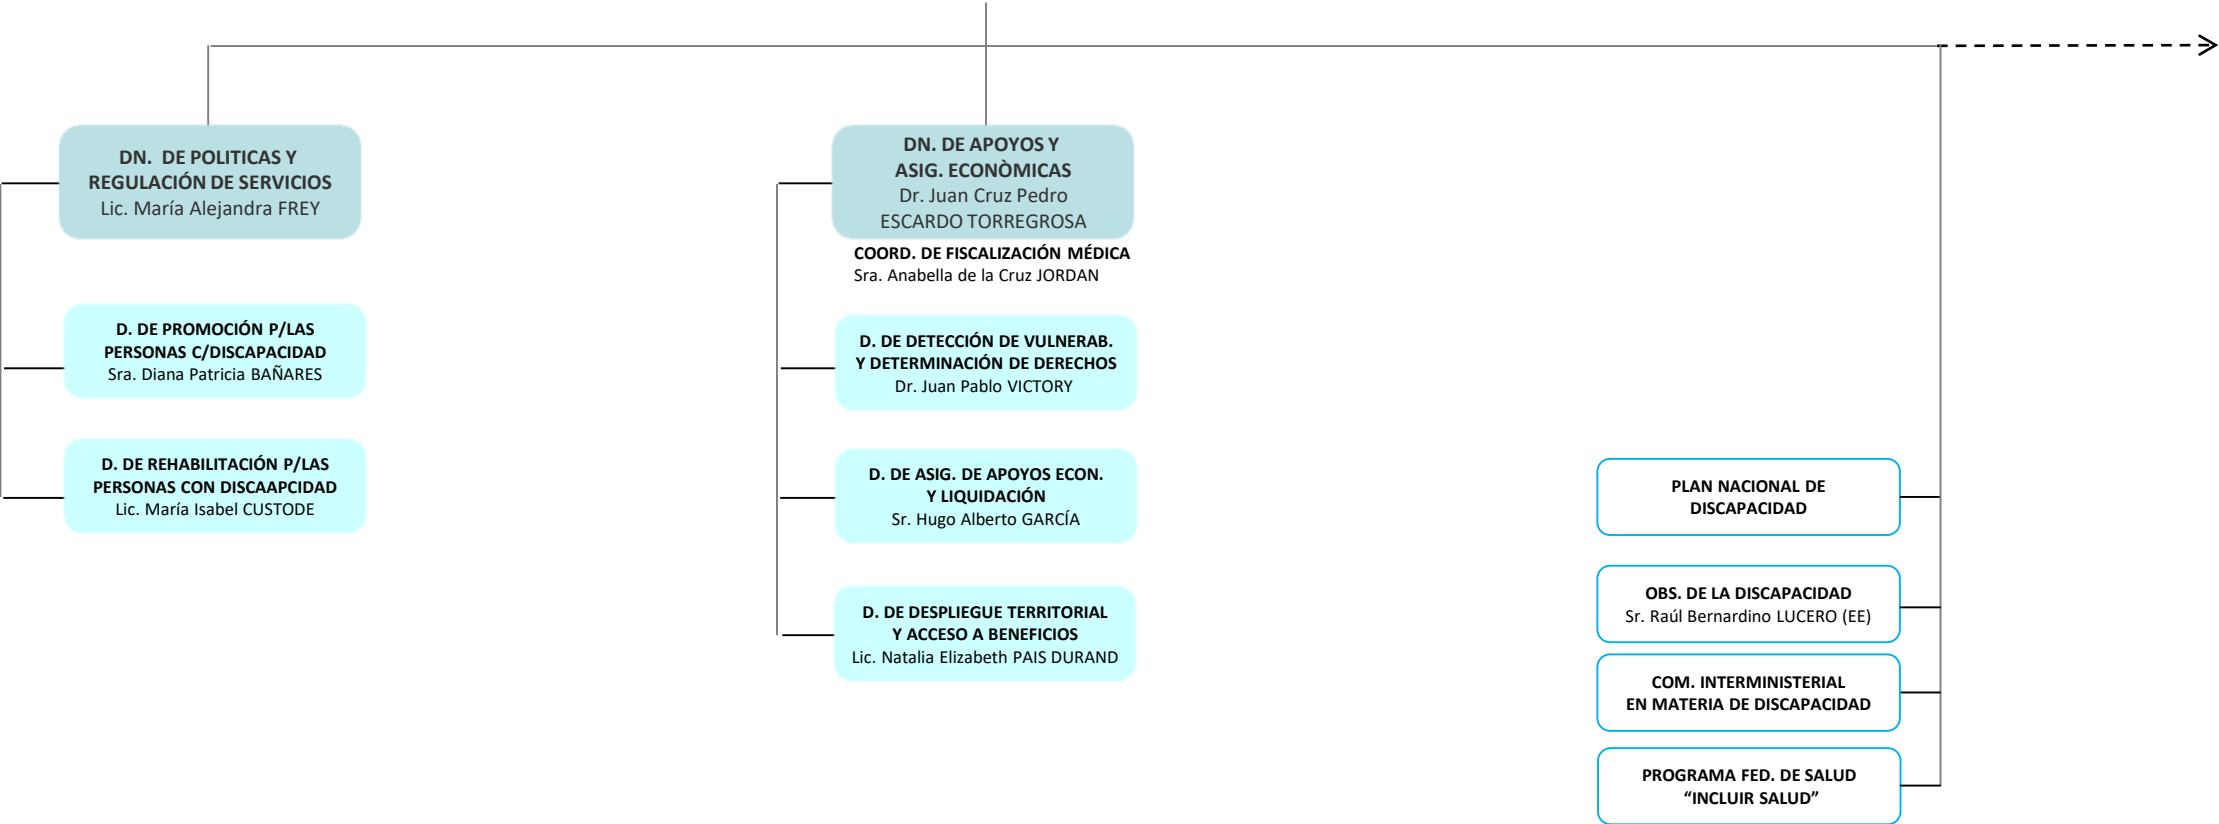 DN. DE POLITICAS Y
REGULACIÓN DE SERVICIOS
Lic. María Alejandra FREY
D. DE PROMOCIÓN P/LAS
PERSONAS C/DISCAPACIDAD
Sra. Diana Patricia BAÑARES
D. DE REHABILITACIÓN P/LAS
PERSONAS CON DISCAAPCIDAD
Lic. María Isabel CUSTODE
DN. DE APOYOS Y
ASIG. ECONÒMICAS
Dr. Juan Cruz Pedro
ESCARDO TORREGROSA
COORD. DE FISCALIZACIÓN MÉDICA
Sra. Anabella de la Cruz JORDAN
D. DE DETECCIÓN DE VULNERAB.
Y DETERMINACIÓN DE DERECHOS
Dr. Juan Pablo VICTORY
D. DE ASIG. DE APOYOS ECON.
Y LIQUIDACIÓN
Sr. Hugo Alberto GARCÍA
D. DE DESPLIEGUE TERRITORIAL
Y ACCESO A BENEFICIOS
Lic. Natalia Elizabeth PAIS DURAND
PLAN NACIONAL DE
DISCAPACIDAD
OBS. DE LA DISCAPACIDAD
Sr. Raúl Bernardino LUCERO (EE)
COM. INTERMINISTERIAL
EN MATERIA DE DISCAPACIDAD
PROGRAMA FED. DE SALUD
“INCLUIR SALUD”